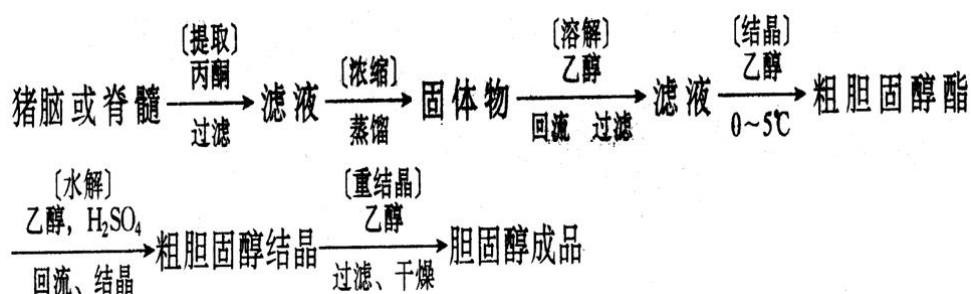 〔提取〕 〔溶解〕 〔结晶〕
丙酮 〔浓缩〕 乙醇 乙醇
猪脑或脊髓 滤液 固体物 滤液 粗胆固醇酯
过滤 蒸馏 回流 过滤 0～5℃
〔水解〕 〔重结晶〕
乙醇，H₂SO₄ 乙醇
粗胆固醇结晶 胆固醇成品
回流、结晶 过滤、干燥